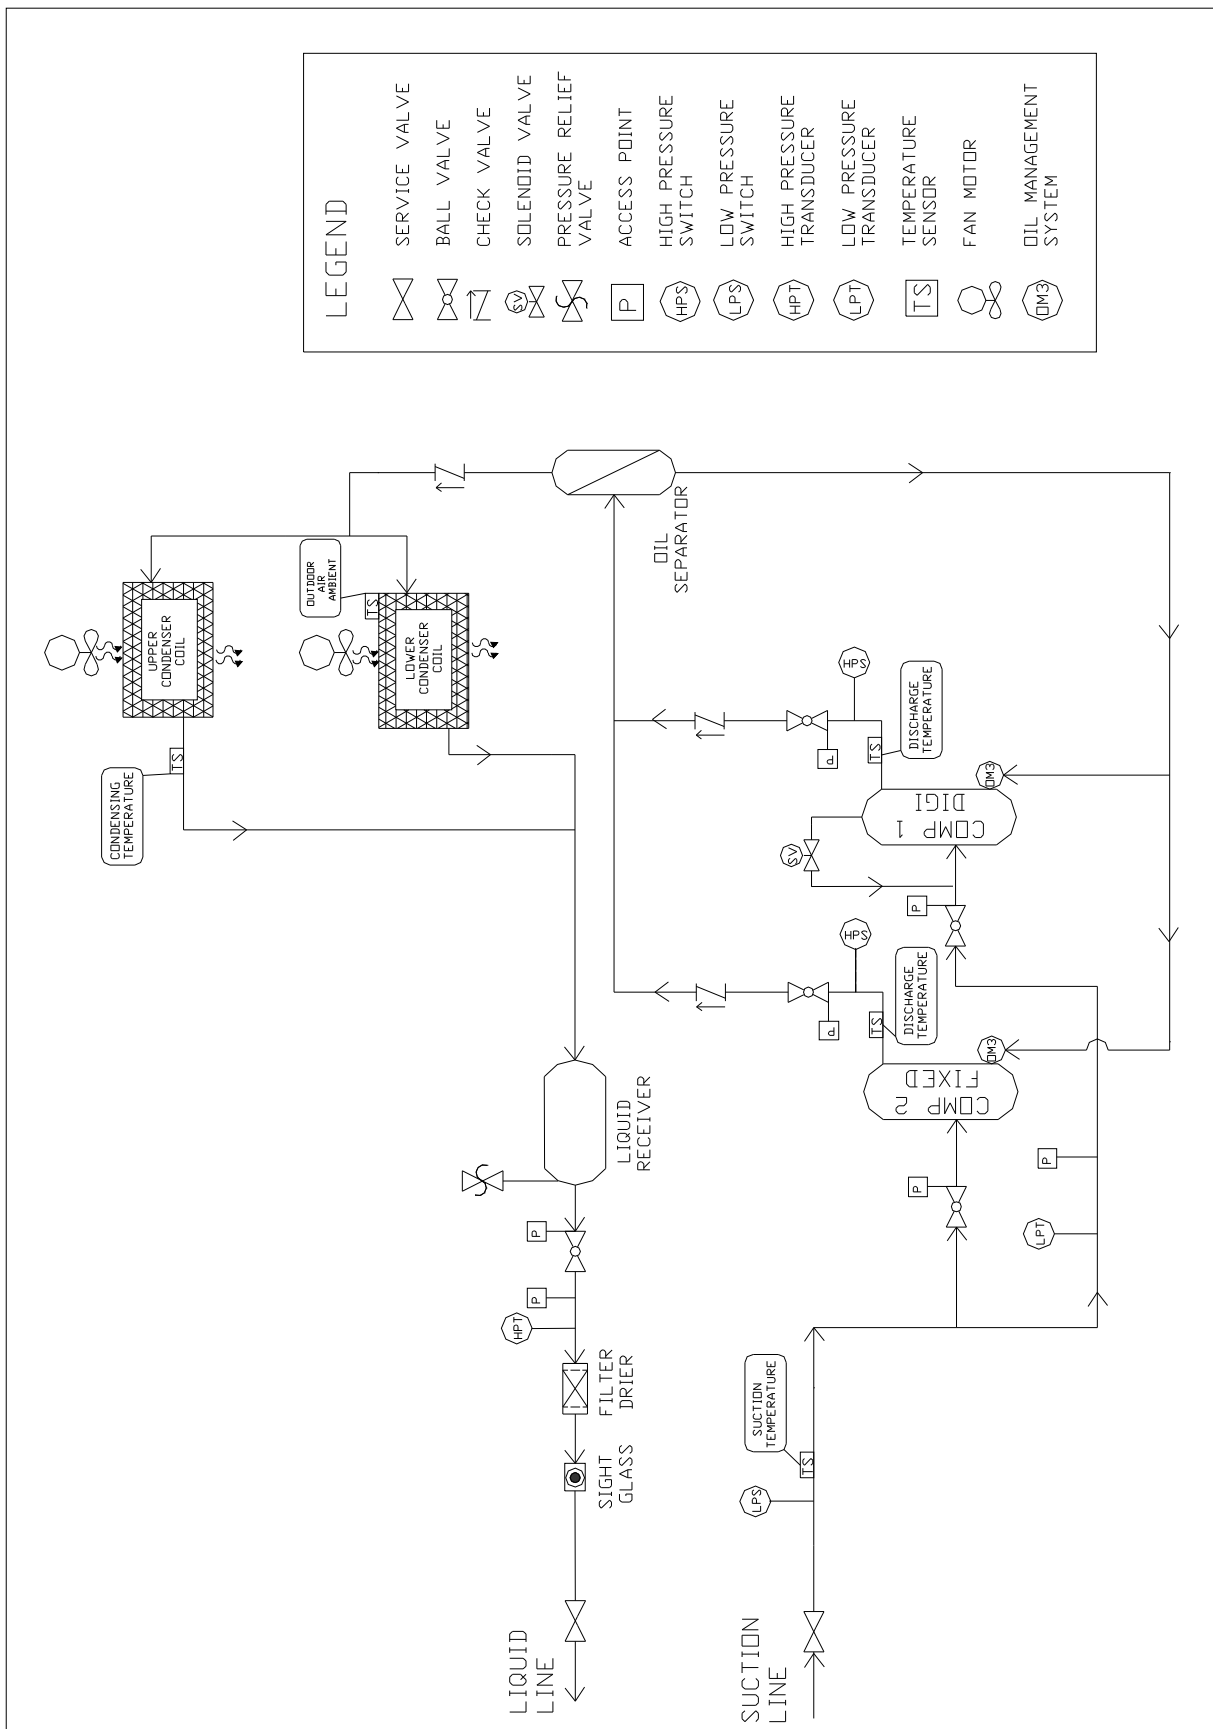 LEGEND
SERVICE VALVE
BALL VALVE
CHECK VALVE
SV
SOLENOID VALVE
PRESSURE RELIEF
VALVE
P
ACCESS POINT
HPS
HIGH PRESSURE
SWITCH
LPS
LOW PRESSURE
SWITCH
HPT
HIGH PRESSURE
TRANSDUCER
LPT
LOW PRESSURE
TRANSDUCER
TS
TEMPERATURE
SENSOR
FAN MOTOR
OM3
OIL MANAGEMENT
SYSTEM
UPPER
CONDENSER
COIL
TS
CONDENSING
TEMPERATURE
OUTDOOR
AIR
AMBIENT
TS
LOWER
CONDENSER
COIL
OIL
SEPARATOR
HPS
P
TS
DISCHARGE
TEMPERATURE
OM3
COMP 1
DIGI
SV
P
HPS
P
TS
DISCHARGE
TEMPERATURE
OM3
COMP 2
FIXED
P
P
LPT
LIQUID
RECEIVER
P
P
HPT
FILTER
DRIER
SIGHT
GLASS
LIQUID
LINE
SUCTION
TEMPERATURE
TS
LPS
SUCTION
LINE